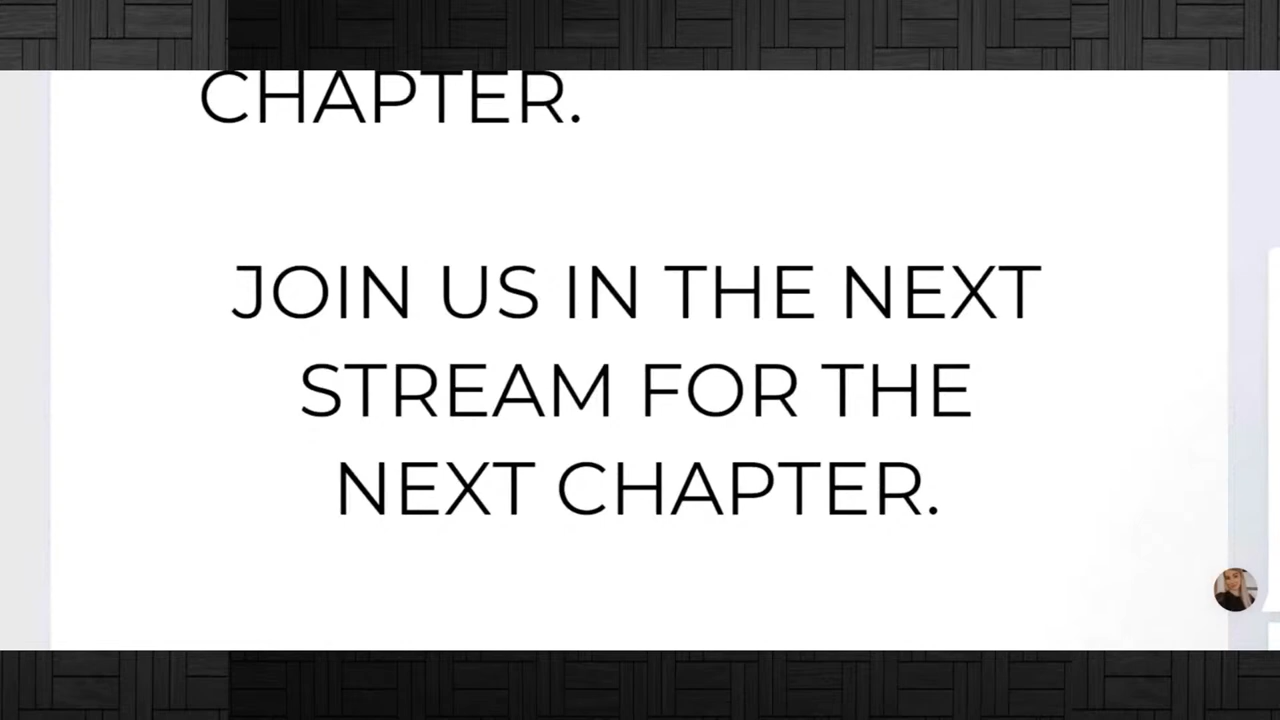 CHAPTER.
JOIN US IN THE NEXT
STREAM FOR THE
NEXT CHAPTER.